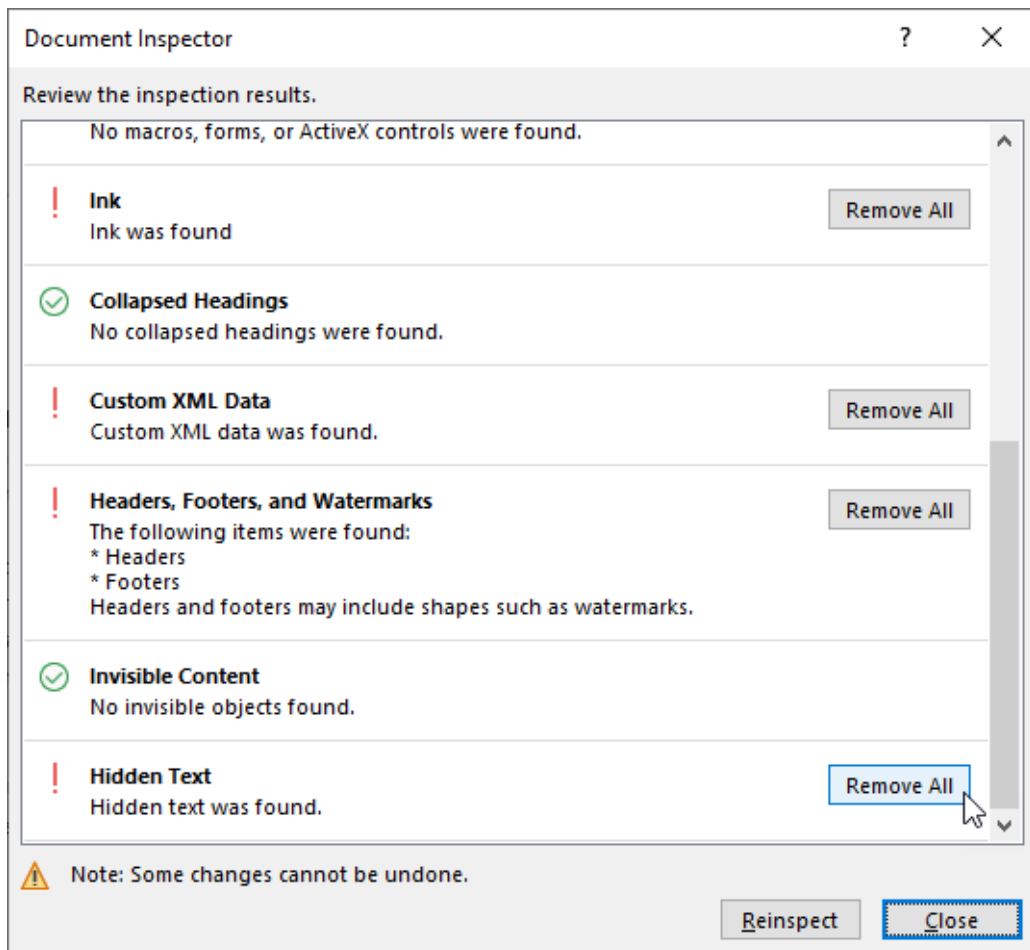 Document Inspector ?
Review the inspection results.
No macros, forms, or ActiveX controls were found.
Ink
Remove All
Ink was found
Collapsed Headings
No collapsed headings were found.
Custom XML Data
Remove All
Custom XML data was found.
Headers, Footers, and Watermarks
Remove All
The following items were found:
* Headers
* Footers
Headers and footers may include shapes such as watermarks.
Invisible Content
No invisible objects found.
Hidden Text
Remove All
Hidden text was found.
Note: Some changes cannot be undone.
Reinspect
Close